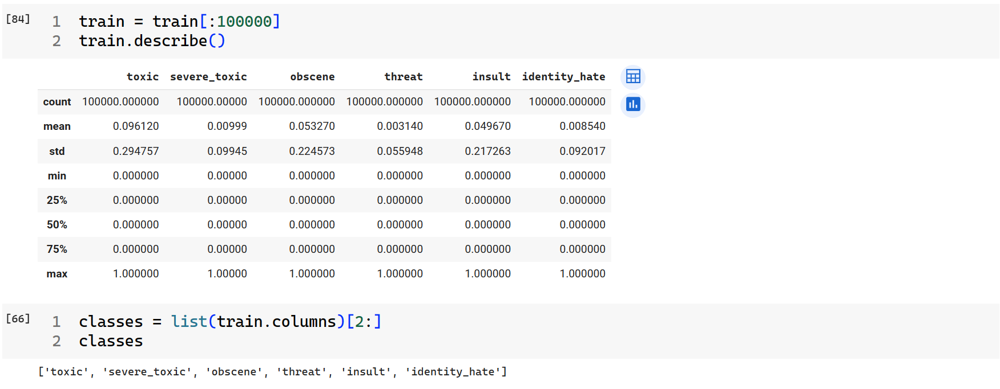 [84] 1 train = train[:100000]
2 train.describe()
toxic severe_toxic obscene threat insult identity_hate
count 100000.000000 100000.00000 100000.000000 100000.000000 100000.000000 100000.000000
mean 0.096120 0.00999 0.053270 0.003140 0.049670 0.008540
std 0.294757 0.09945 0.224573 0.055948 0.217263 0.092017
min 0.000000 0.00000 0.000000 0.000000 0.000000 0.000000
25% 0.000000 0.00000 0.000000 0.000000 0.000000 0.000000
50% 0.000000 0.00000 0.000000 0.000000 0.000000 0.000000
75% 0.000000 0.00000 0.000000 0.000000 0.000000 0.000000
max 1.000000 1.00000 1.000000 1.000000 1.000000 1.000000
[66] 1 classes = list(train.columns)[2:]
2 classes
['toxic', 'severe_toxic', 'obscene', 'threat', 'insult', 'identity_hate']